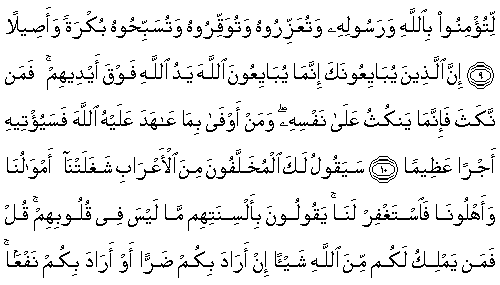 لِّتُؤْمِنُوا۟ بِٱللَّهِ وَرَسُولِهِۦ وَتُعَزِّرُوهُ وَتُوَقِّرُوهُ وَتُسَبِّحُوهُ بُكْرَةً وَأَصِيلًا
۝٩ إِنَّ ٱلَّذِينَ يُبَايِعُونَكَ إِنَّمَا يُبَايِعُونَ ٱللَّهَ يَدُ ٱللَّهِ فَوْقَ أَيْدِيهِمْ ۚ فَمَن
نَّكَثَ فَإِنَّمَا يَنكُثُ عَلَىٰ نَفْسِهِۦ ۖ وَمَنْ أَوْفَىٰ بِمَا عَـٰهَدَ عَلَيْهُ ٱللَّهَ فَسَيُؤْتِيهِ
أَجْرًا عَظِيمًا ۝١٠ سَيَقُولُ لَكَ ٱلْمُخَلَّفُونَ مِنَ ٱلْأَعْرَابِ شَغَلَتْنَآ أَمْوَٰلُنَا
وَأَهْلُونَا فَٱسْتَغْفِرْ لَنَا ۚ يَقُولُونَ بِأَلْسِنَتِهِم مَّا لَيْسَ فِى قُلُوبِهِمْ ۚ قُلْ
فَمَن يَمْلِكُ لَكُم مِّنَ ٱللَّهِ شَيْـًٔا إِنْ أَرَادَ بِكُمْ ضَرًّا أَوْ أَرَادَ بِكُمْ نَفْعًۢا ۚ